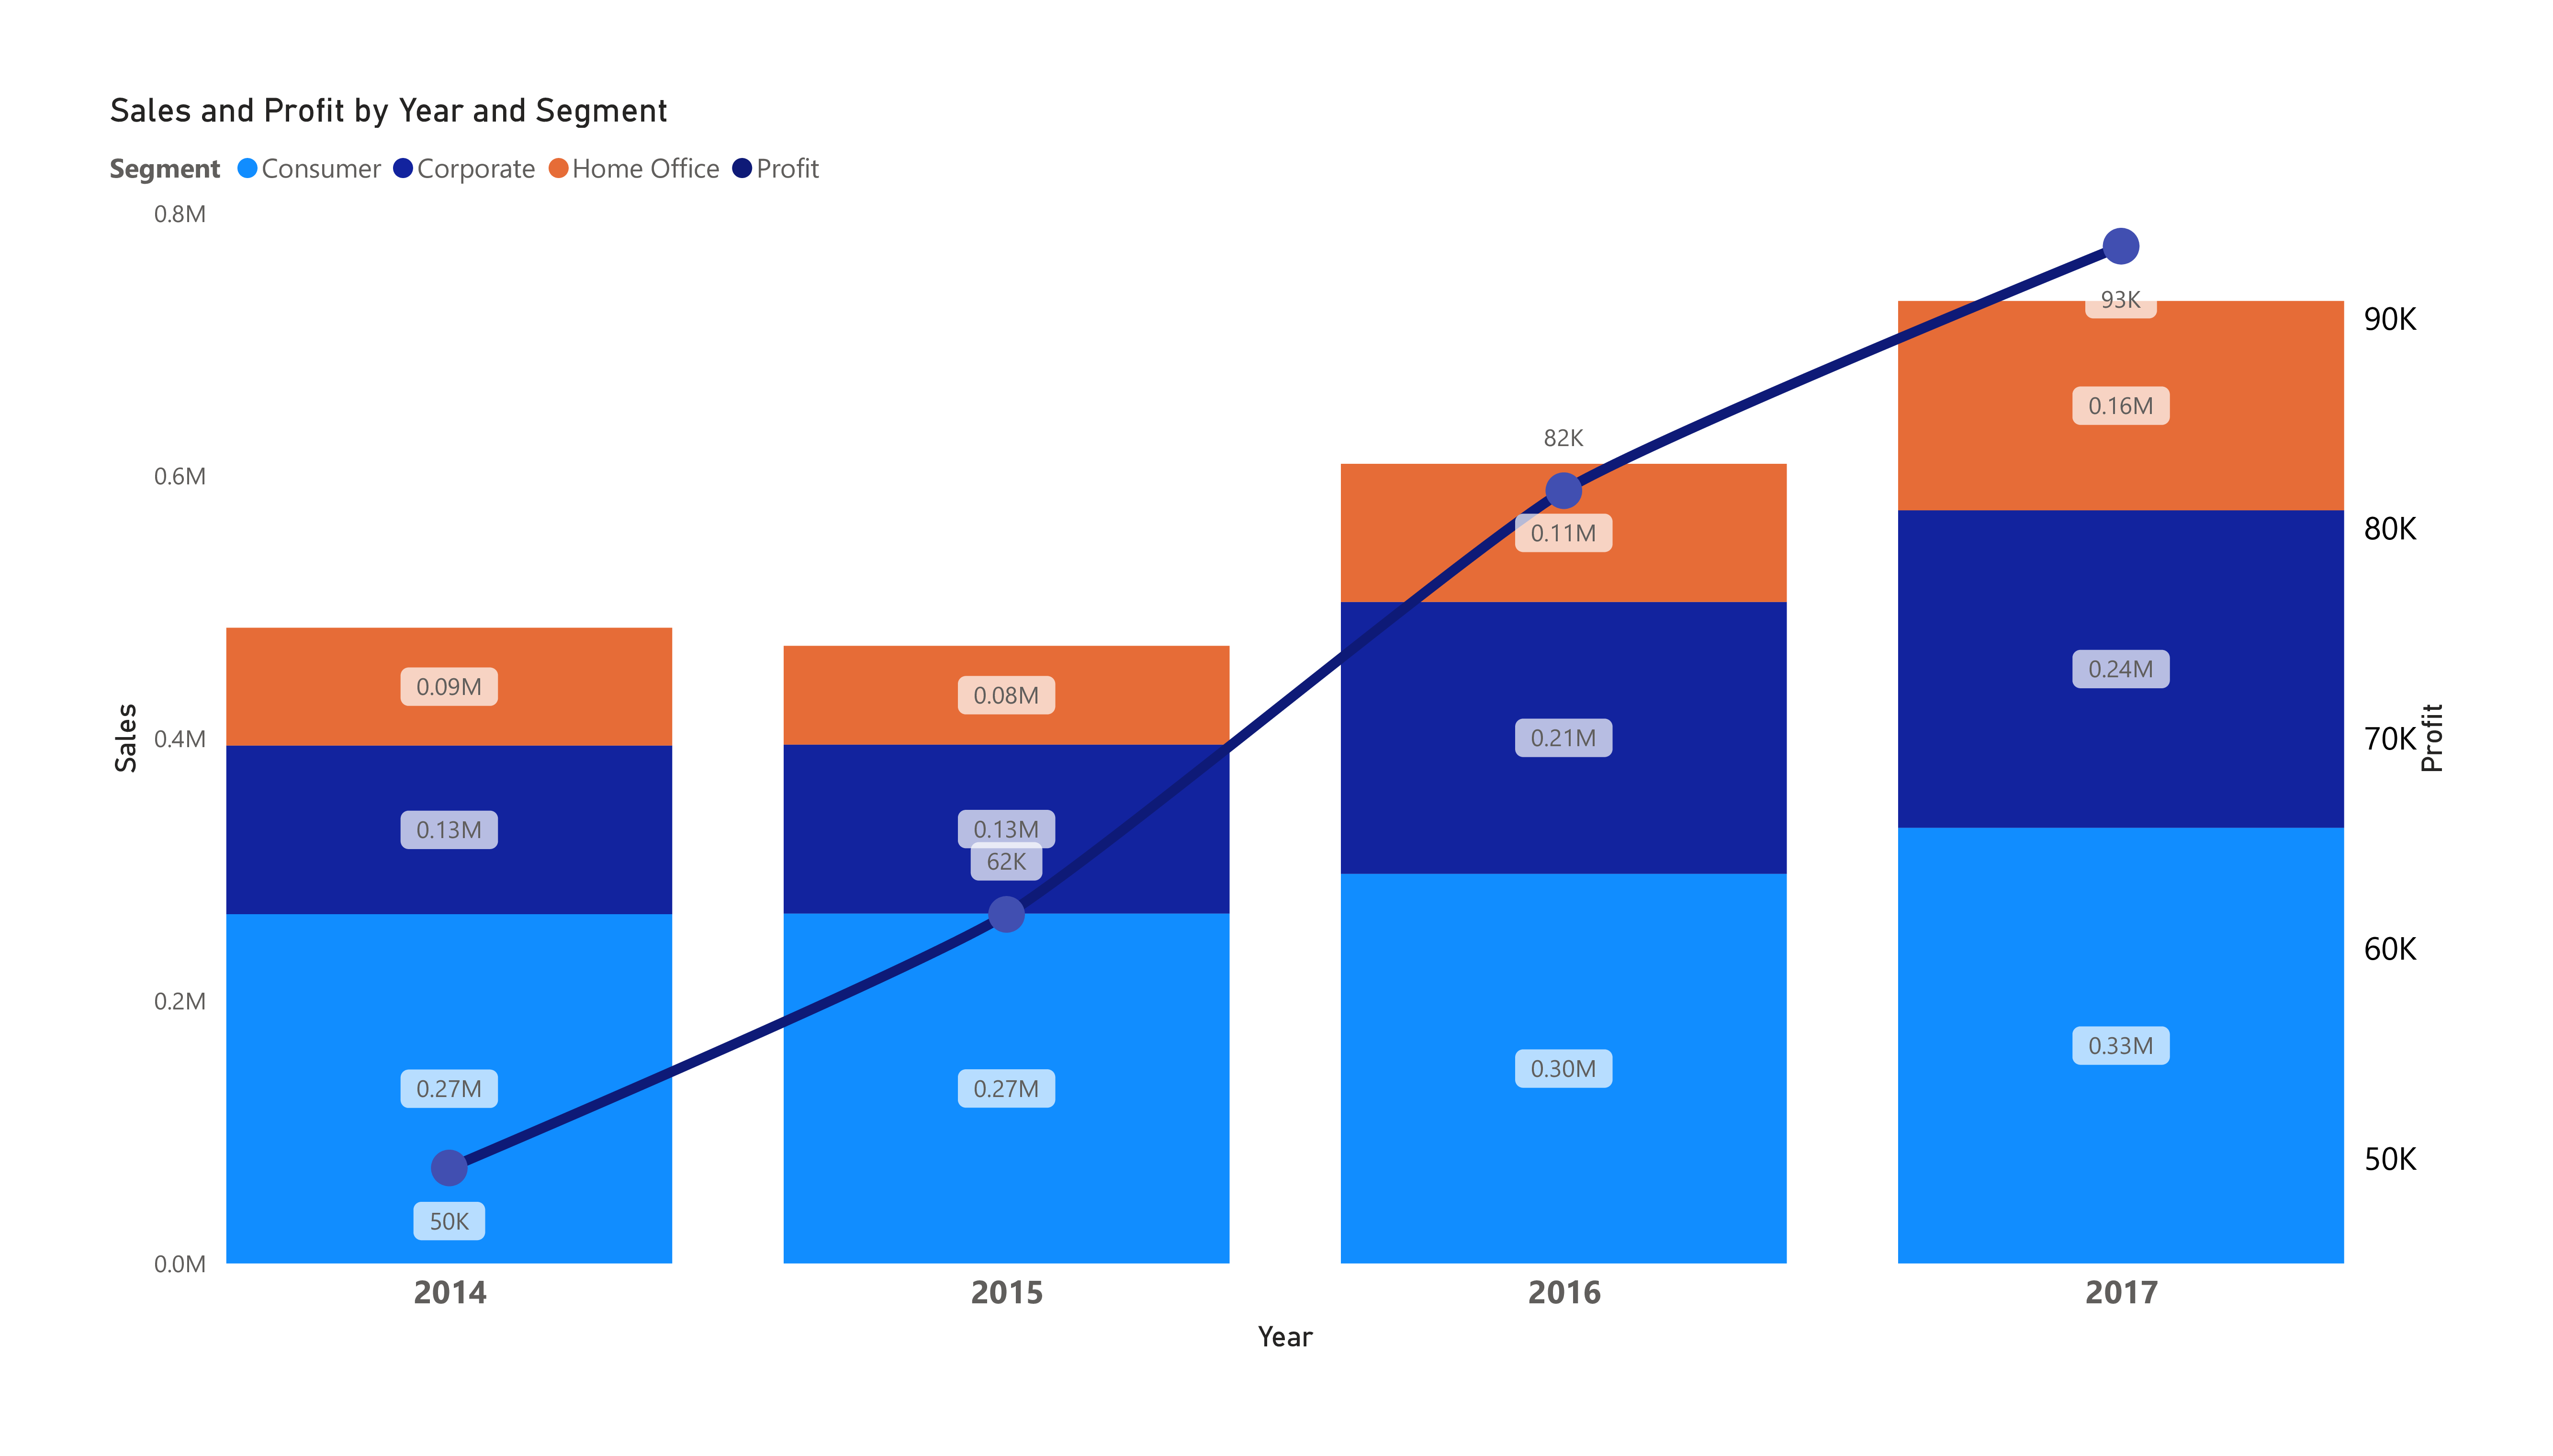 Sales and Profit by Year and Segment
Segment Consumer Corporate Home Office Profit
0.8M
93K
90K
0.16M
82K
0.6M
80K
0.11M
0.24M
0.09M
0.08M
Sales
0.4M
0.21M
70K
Profit
0.13M
0.13M
62K
60K
0.2M
0.33M
0.30M
0.27M
0.27M
50K
50K
0.0M
2014 2015 2016 2017
Year